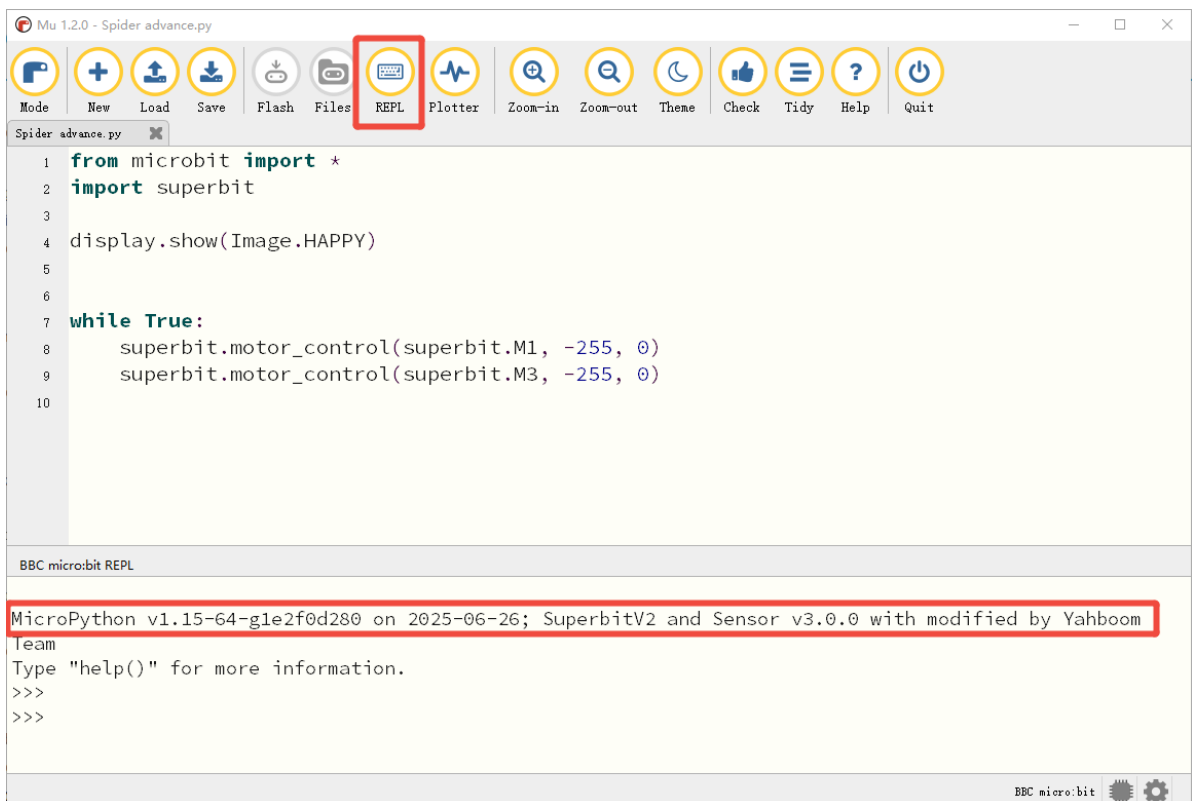 Mu 1.2.0 - Spider advance.py
Mode New Load Save Flash Files REPL Plotter Zoom-in Zoom-out Theme Check Tidy Help Quit
Spider advance.py
1 from microbit import *
2 import superbit
3
4 display.show(Image.HAPPY)
5
6
7 while True:
8     superbit.motor_control(superbit.M1, -255, 0)
9     superbit.motor_control(superbit.M3, -255, 0)
10
BBC micro:bit REPL
MicroPython v1.15-64-g1e2f0d280 on 2025-06-26; SuperbitV2 and Sensor v3.0.0 with modified by Yahboom
Team
Type "help()" for more information.
>>>
>>>
BBC micro:bit